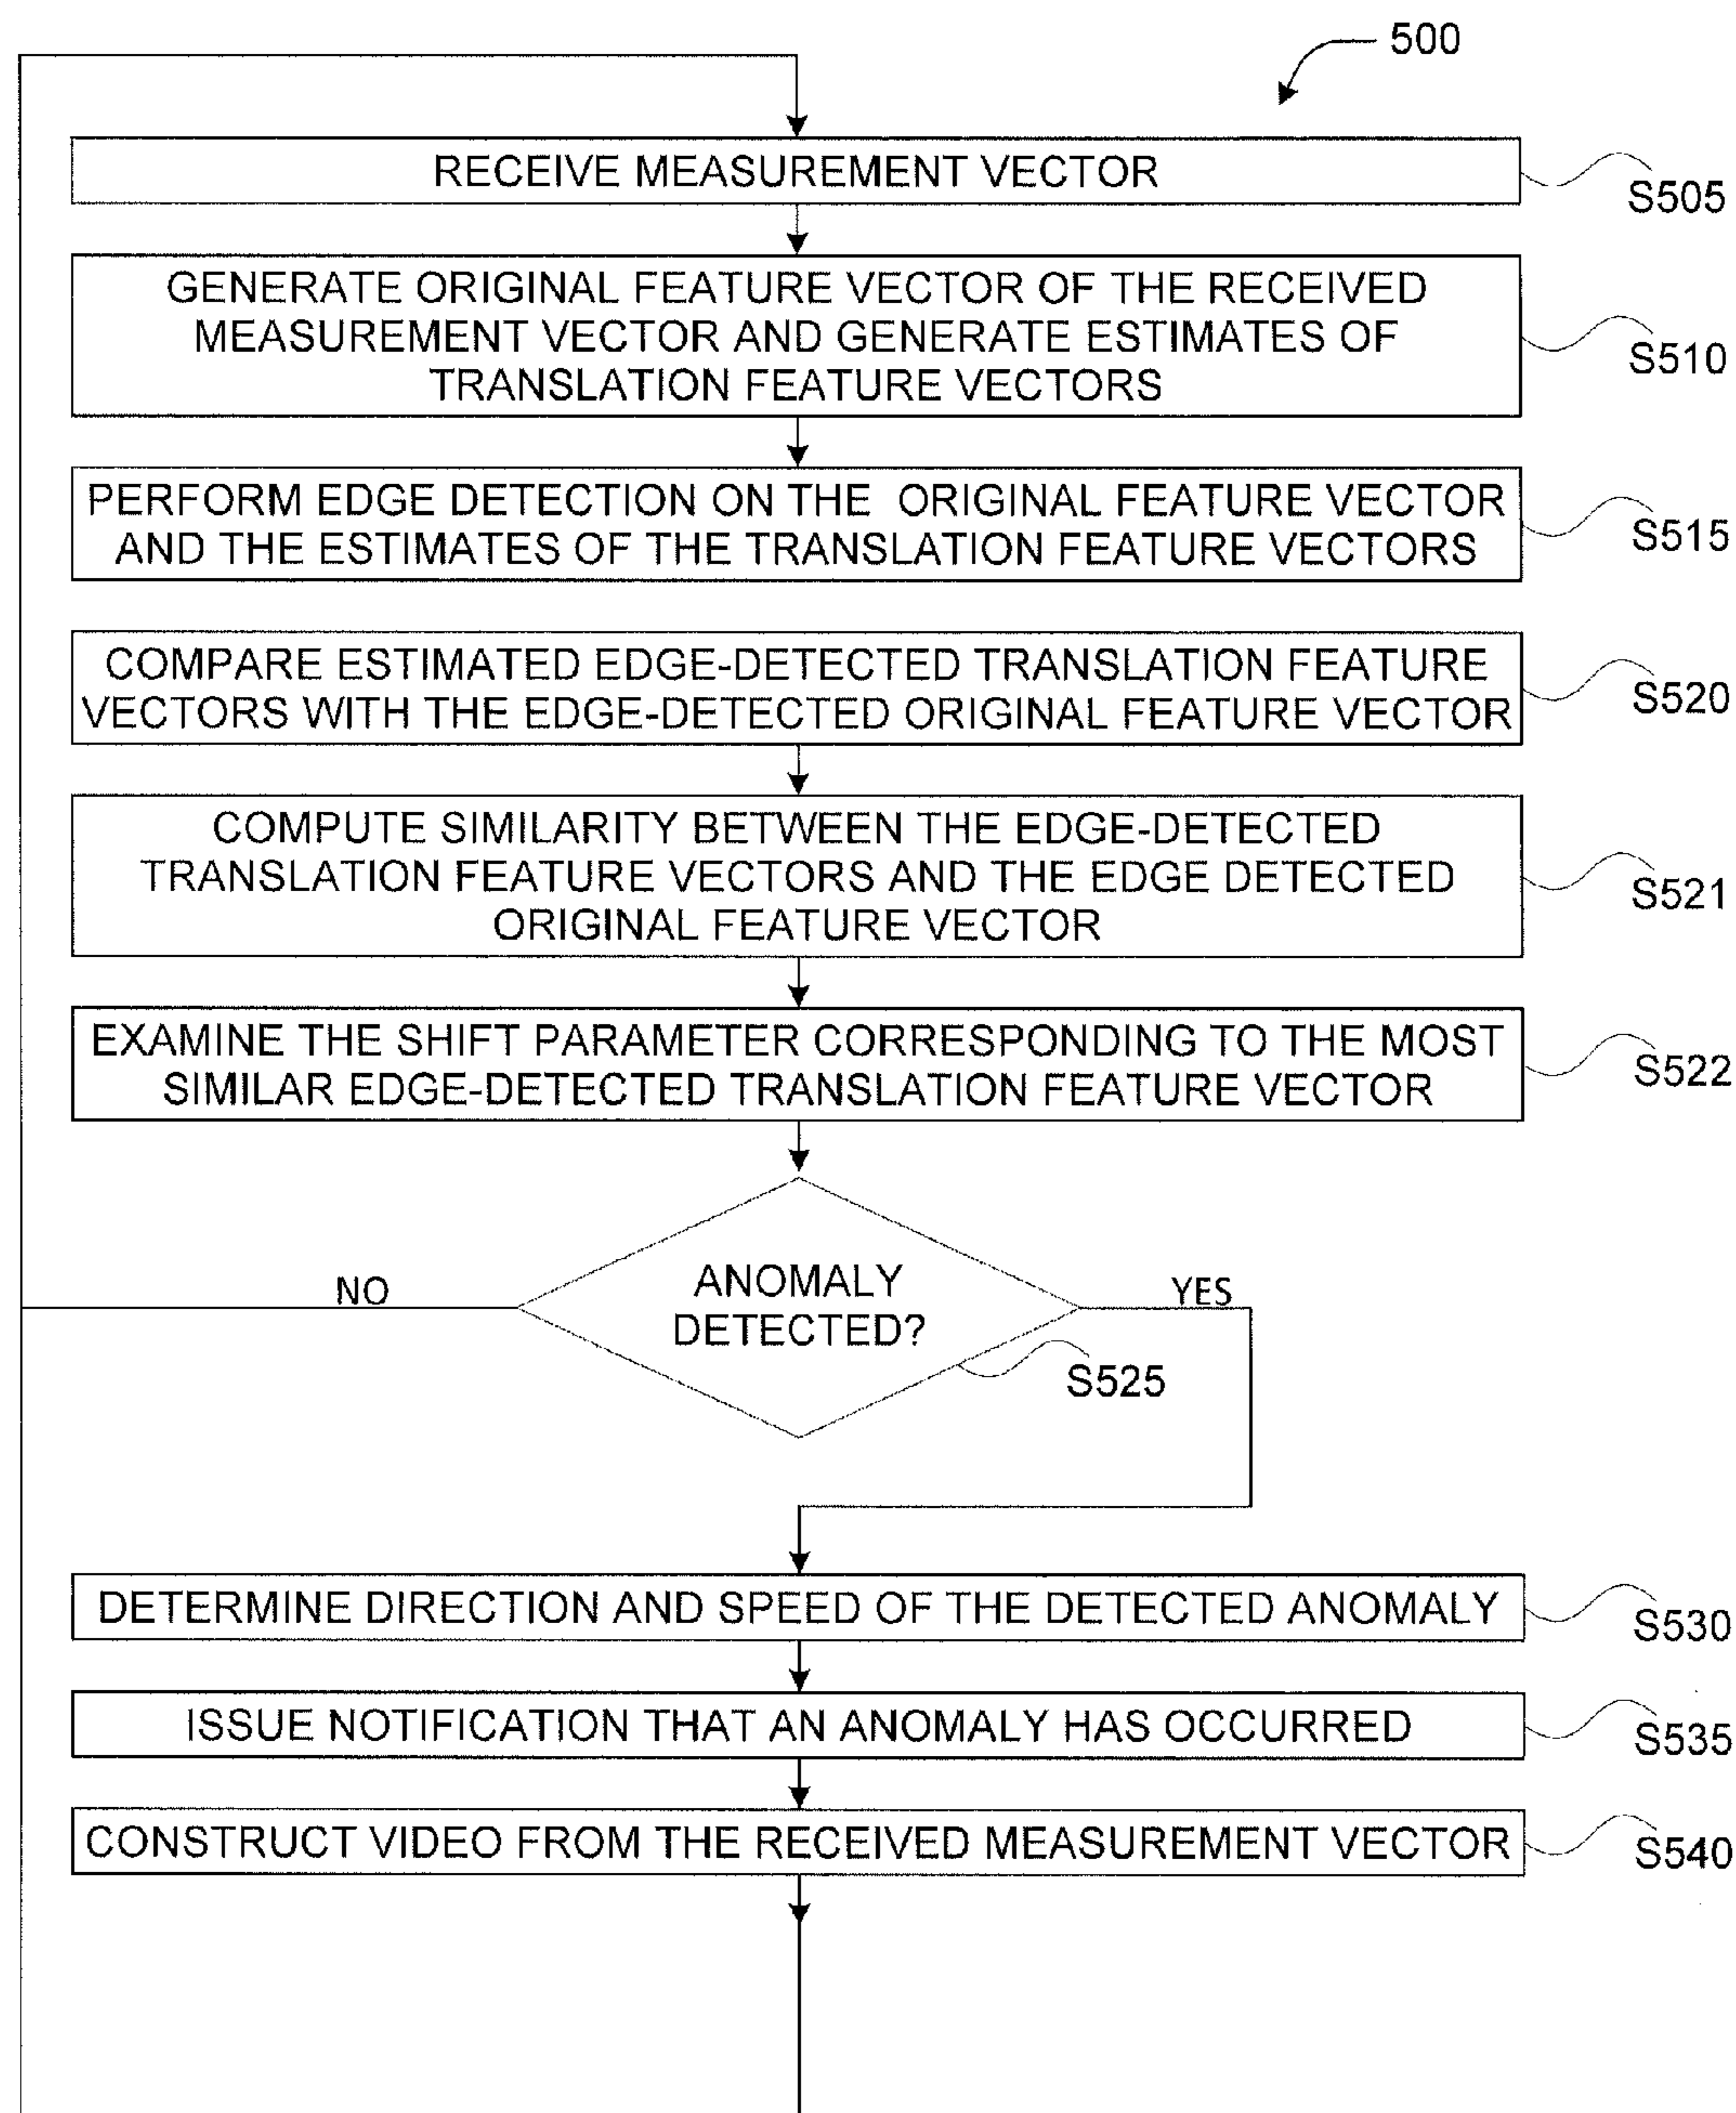 500
RECEIVE MEASUREMENT VECTOR
S505
GENERATE ORIGINAL FEATURE VECTOR OF THE RECEIVED
MEASUREMENT VECTOR AND GENERATE ESTIMATES OF
TRANSLATION FEATURE VECTORS
S510
PERFORM EDGE DETECTION ON THE ORIGINAL FEATURE VECTOR
AND THE ESTIMATES OF THE TRANSLATION FEATURE VECTORS
S515
COMPARE ESTIMATED EDGE-DETECTED TRANSLATION FEATURE
VECTORS WITH THE EDGE-DETECTED ORIGINAL FEATURE VECTOR
S520
COMPUTE SIMILARITY BETWEEN THE EDGE-DETECTED
TRANSLATION FEATURE VECTORS AND THE EDGE DETECTED
ORIGINAL FEATURE VECTOR
S521
EXAMINE THE SHIFT PARAMETER CORRESPONDING TO THE MOST
SIMILAR EDGE-DETECTED TRANSLATION FEATURE VECTOR
S522
NO
ANOMALY
DETECTED?
YES
S525
DETERMINE DIRECTION AND SPEED OF THE DETECTED ANOMALY
S530
ISSUE NOTIFICATION THAT AN ANOMALY HAS OCCURRED
S535
CONSTRUCT VIDEO FROM THE RECEIVED MEASUREMENT VECTOR
S540